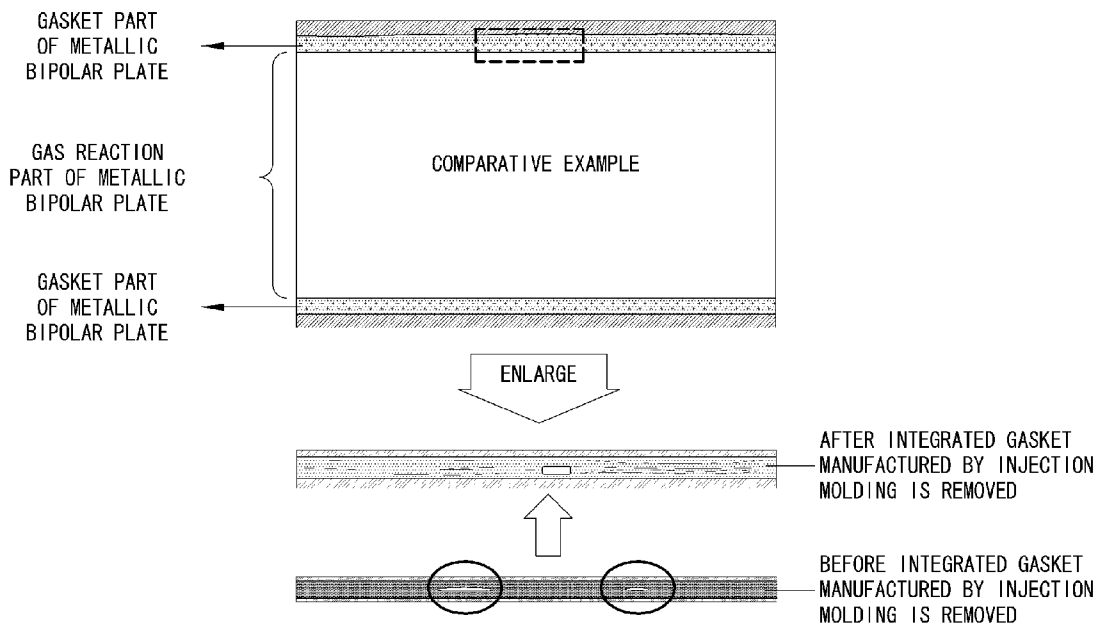 GASKET PART
OF METALLIC
BIPOLAR PLATE
GAS REACTION
PART OF METALLIC
BIPOLAR PLATE
COMPARATIVE EXAMPLE
GASKET PART
OF METALLIC
BIPOLAR PLATE
ENLARGE
AFTER INTEGRATED GASKET
MANUFACTURED BY INJECTION
MOLDING IS REMOVED
BEFORE INTEGRATED GASKET
MANUFACTURED BY INJECTION
MOLDING IS REMOVED